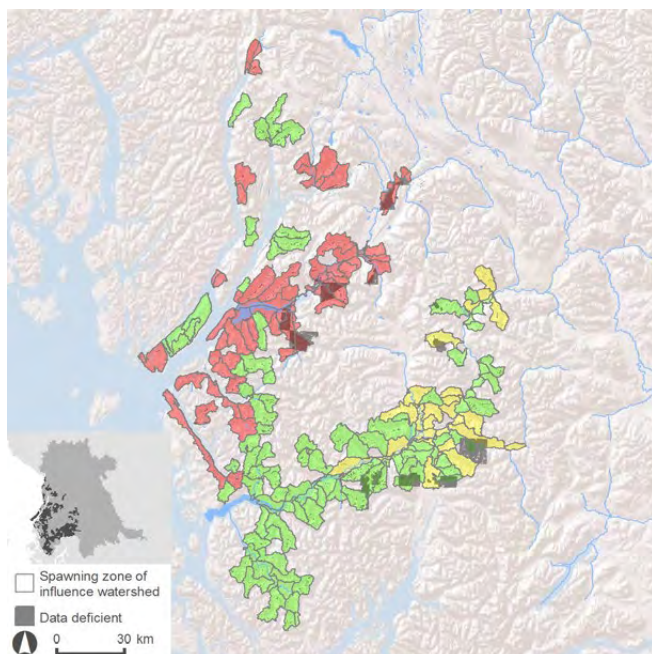 Spawning zone of
influence watershed
Data deficient
0 30 km